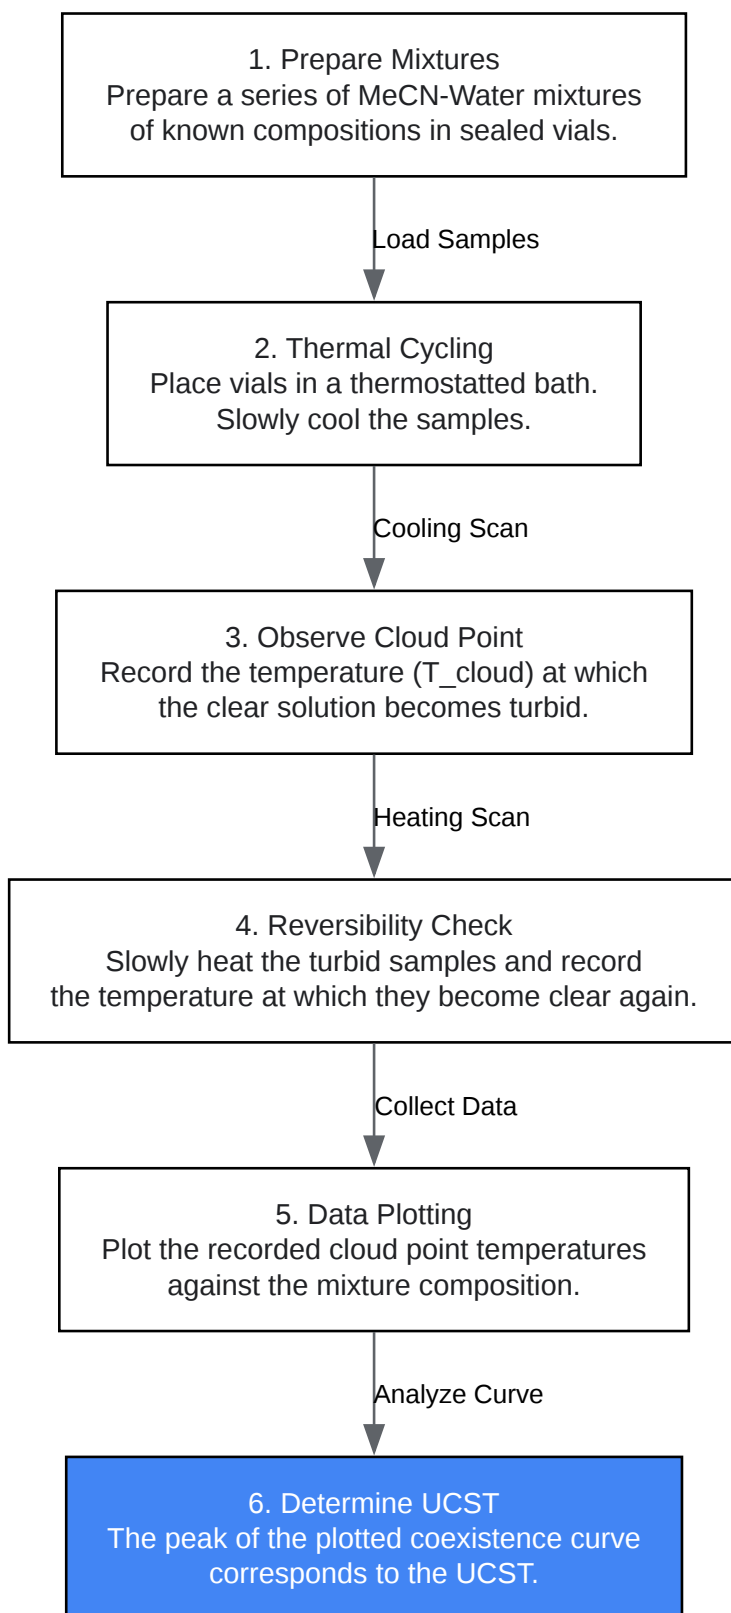 1. Prepare Mixtures
Prepare a series of MeCN-Water mixtures
of known compositions in sealed vials.
Load Samples
2. Thermal Cycling
Place vials in a thermostatted bath.
Slowly cool the samples.
Cooling Scan
3. Observe Cloud Point
Record the temperature (T_cloud) at which
the clear solution becomes turbid.
Heating Scan
4. Reversibility Check
Slowly heat the turbid samples and record
the temperature at which they become clear again.
Collect Data
5. Data Plotting
Plot the recorded cloud point temperatures
against the mixture composition.
Analyze Curve
6. Determine UCST
The peak of the plotted coexistence curve
corresponds to the UCST.